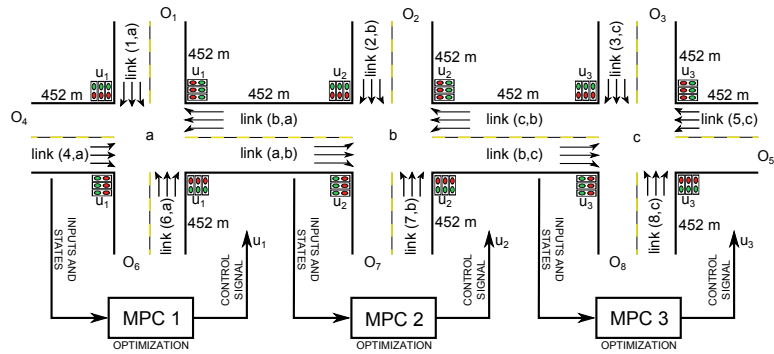 O1 O2 O3
452 m 452 m 452 m
link (1,a) link (2,b) link (3,c)
u1 u1 u2 u2 u3 u3
452 m 452 m 452 m 452 m
O4 link (b,a) link (c,b) link (5,c)
a b c
link (4,a) link (a,b) link (b,c) O5
u1 u1 u2 u2 u3 u3
link (6,a) link (7,b) link (8,c)
452 m 452 m 452 m
O6 O7 O8
u1 u2 u3
INPUTS AND STATES CONTROL SIGNAL INPUTS AND STATES CONTROL SIGNAL INPUTS AND STATES CONTROL SIGNAL
MPC 1 MPC 2 MPC 3
OPTIMIZATION OPTIMIZATION OPTIMIZATION